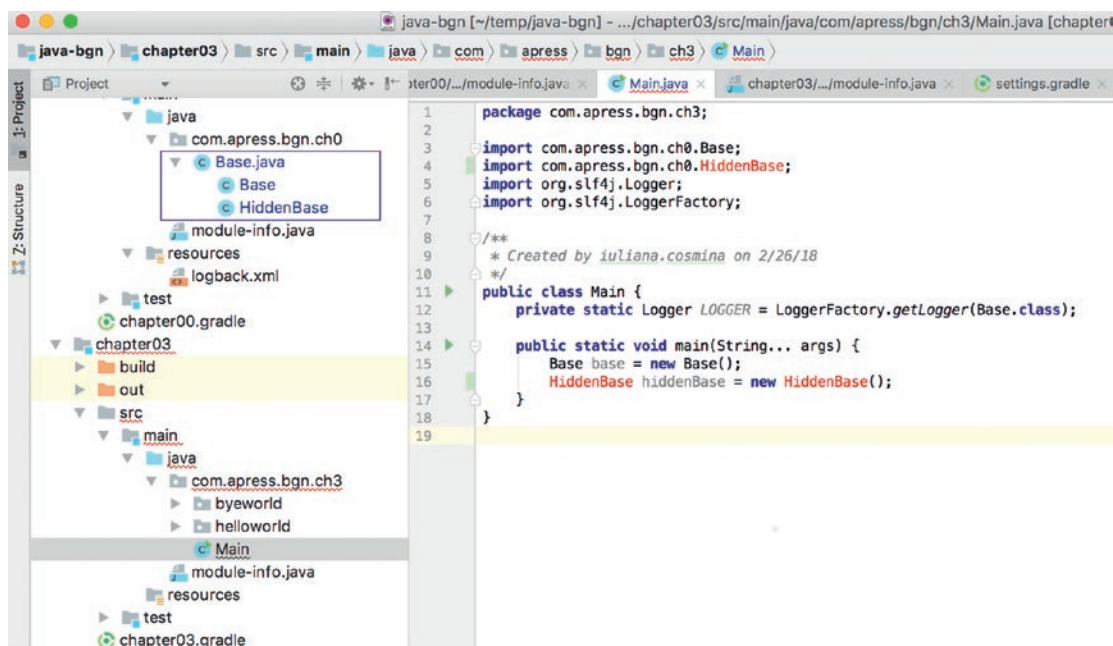 java-bgn [~/temp/java-bgn] - .../chapter03/src/main/java/com/apress/bgn/ch3/Main.java [chapter
java-bgn chapter03 src main java com apress bgn ch3 Main
1: Project
Z: Structure
Project
java
com.apress.bgn.ch0
Base.java
Base
HiddenBase
module-info.java
resources
logback.xml
test
chapter00.gradle
chapter03
build
out
src
main
java
com.apress.bgn.ch3
byeworld
helloworld
Main
module-info.java
resources
test
chapter03.gradle
pter00/.../module-info.java Main.java chapter03/.../module-info.java settings.gradle
1 package com.apress.bgn.ch3;
2
3 import com.apress.bgn.ch0.Base;
4 import com.apress.bgn.ch0.HiddenBase;
5 import org.slf4j.Logger;
6 import org.slf4j.LoggerFactory;
7
8 /**
9 * Created by iuliana.cosmina on 2/26/18
10 */
11 public class Main {
12 private static Logger LOGGER = LoggerFactory.getLogger(Base.class);
13
14 public static void main(String... args) {
15 Base base = new Base();
16 HiddenBase hiddenBase = new HiddenBase();
17 }
18 }
19